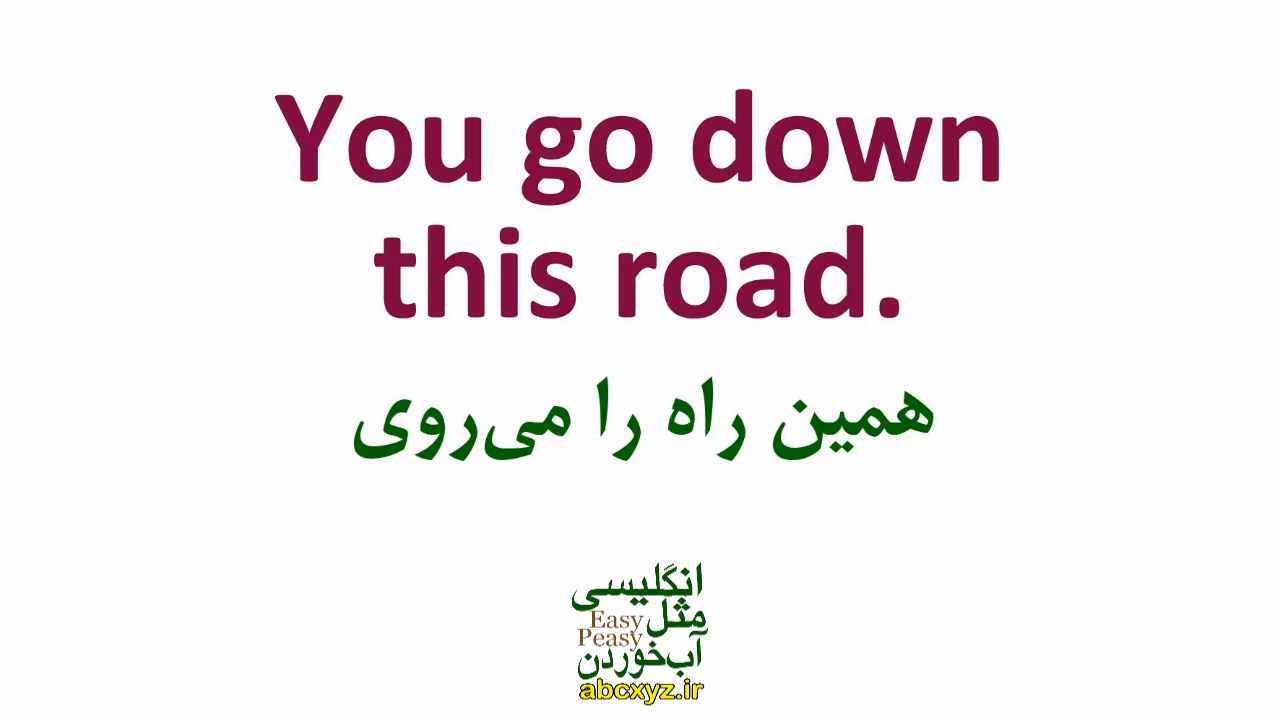 You go down
this road.
همین راه را می‌روی
انگلیسی
مثل
Easy
Peasy
آب‌خوردن
abcxyz.ir